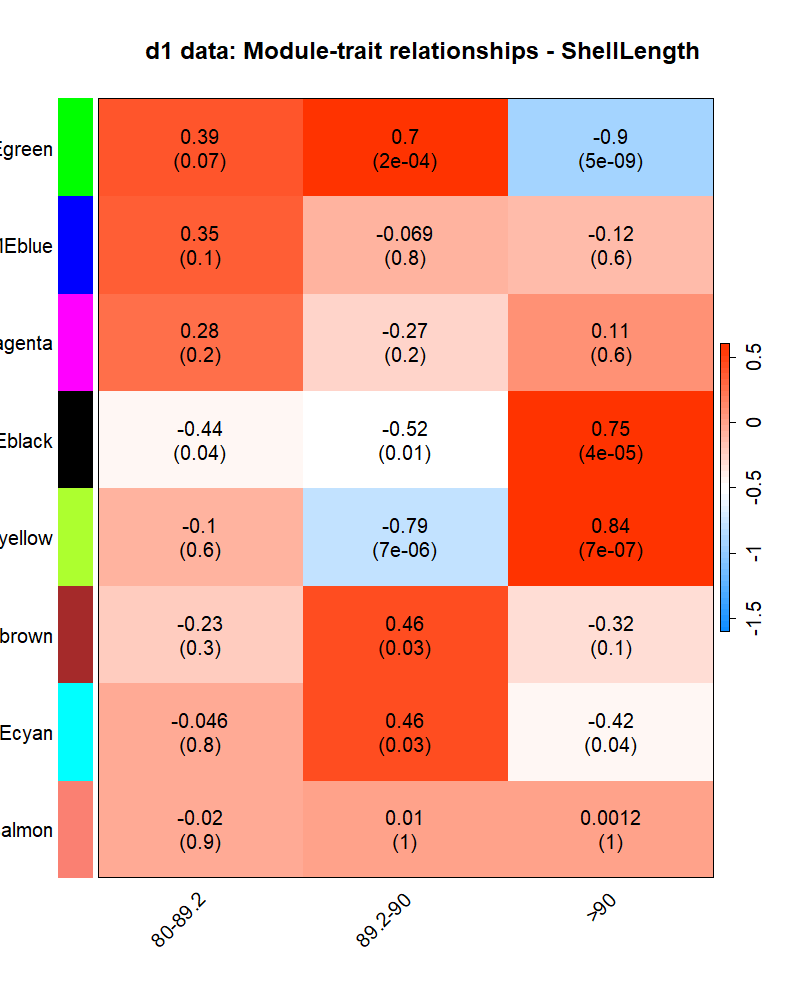 d1 data: Module-trait relationships - ShellLength
Egreen 0.39 0.7 -0.9
(0.07) (2e-04) (5e-09)
MEblue 0.35 -0.069 -0.12
(0.1) (0.8) (0.6)
agenta 0.28 -0.27 0.11
(0.2) (0.2) (0.6)
Eblack -0.44 -0.52 0.75
(0.04) (0.01) (4e-05)
yellow -0.1 -0.79 0.84
(0.6) (7e-06) (7e-07)
brown -0.23 0.46 -0.32
(0.3) (0.03) (0.1)
Ecyan -0.046 0.46 -0.42
(0.8) (0.03) (0.04)
almon -0.02 0.01 0.0012
(0.9) (1) (1)
80-89.2 89.2-90 >90
0.5
0
-0.5
-1
-1.5